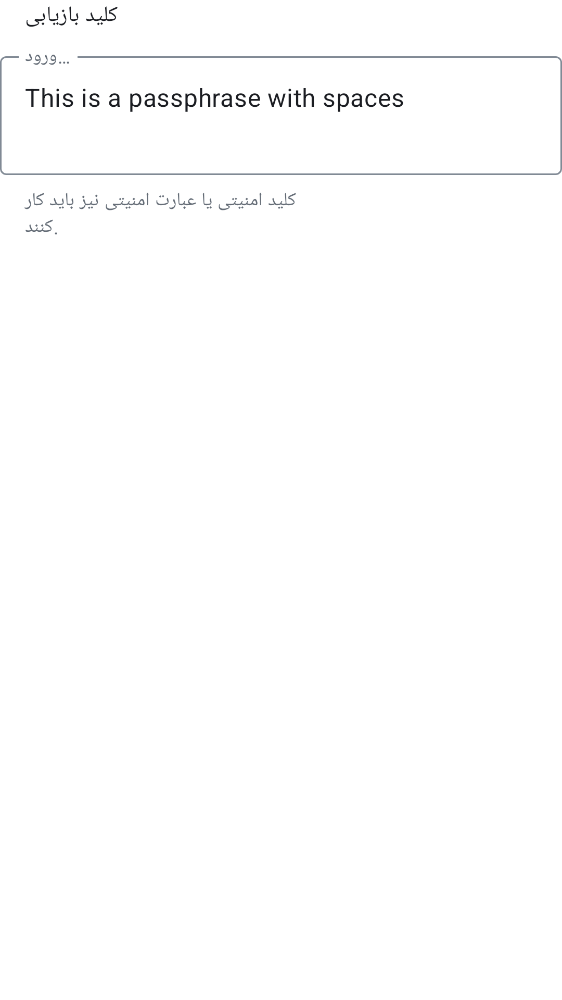 کلید بازیابی
ورود…
This is a passphrase with spaces
کلید امنیتی یا عبارت امنیتی نیز باید کار
کنند.